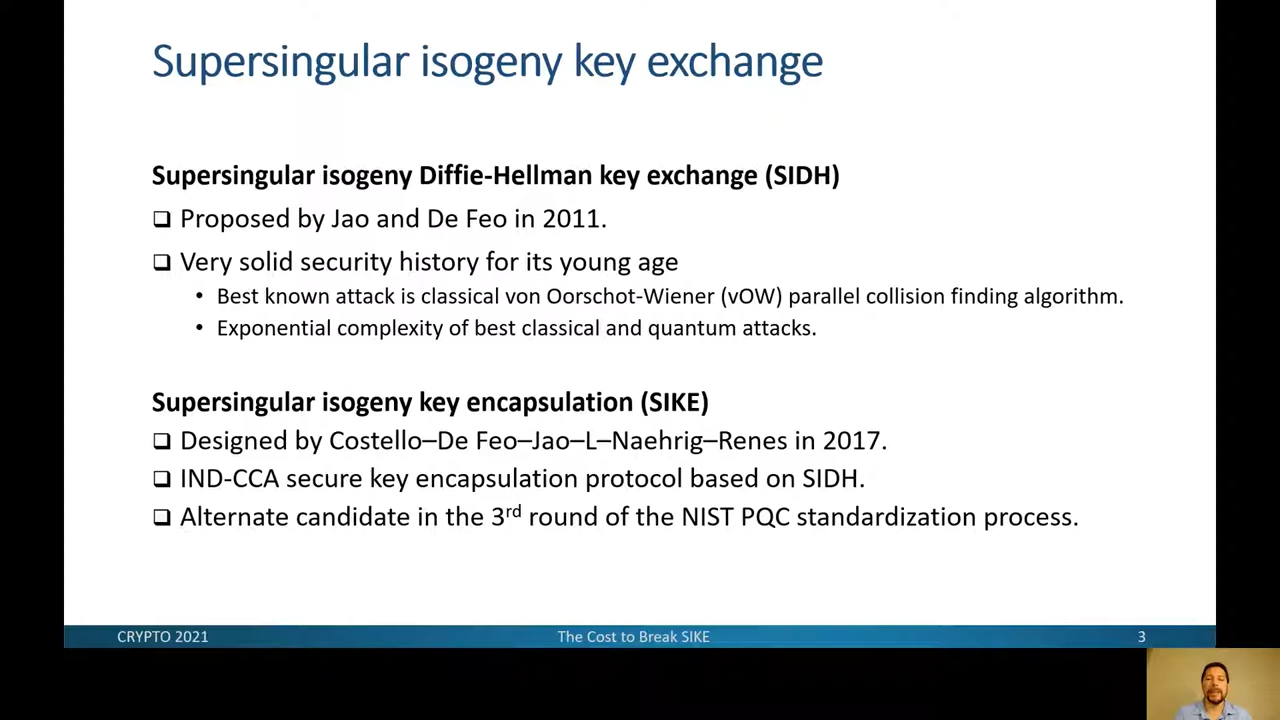 Supersingular isogeny key exchange
Supersingular isogeny Diffie-Hellman key exchange (SIDH)
❑ Proposed by Jao and De Feo in 2011.
❑ Very solid security history for its young age
• Best known attack is classical von Oorschot-Wiener (vOW) parallel collision finding algorithm.
• Exponential complexity of best classical and quantum attacks.
Supersingular isogeny key encapsulation (SIKE)
❑ Designed by Costello–De Feo–Jao–L–Naehrig–Renes in 2017.
❑ IND-CCA secure key encapsulation protocol based on SIDH.
❑ Alternate candidate in the 3rd round of the NIST PQC standardization process.
CRYPTO 2021 The Cost to Break SIKE 3